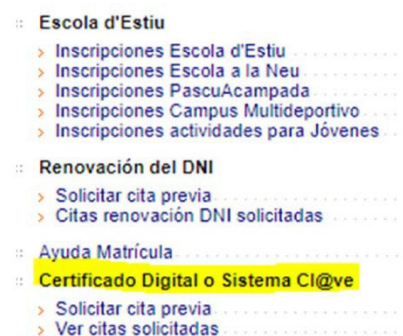 Escola d'Estiu
Inscripciones Escola d'Estiu
Inscripciones Escola a la Neu
Inscripciones PascuAcampada
Inscripciones Campus Multideportivo
Inscripciones actividades para Jóvenes
Renovación del DNI
Solicitar cita previa
Citas renovación DNI solicitadas
Ayuda Matrícula
Certificado Digital o Sistema Cl@ve
Solicitar cita previa
Ver citas solicitadas